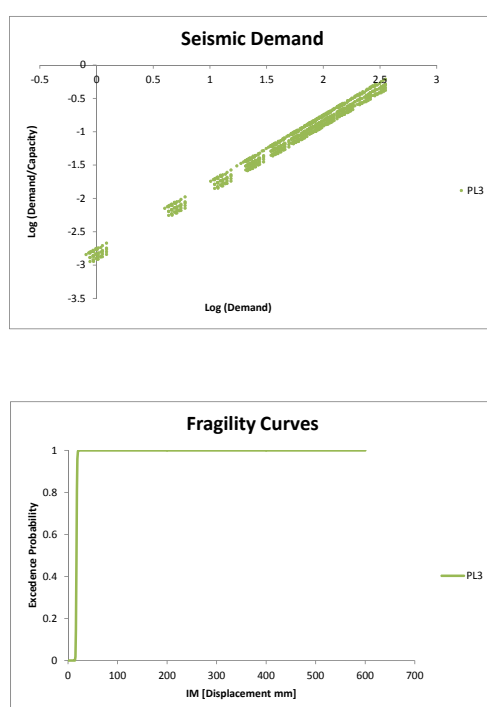 Seismic Demand
0
-0.5 0 0.5 1 1.5 2 2.5 3
-0.5
-1
-1.5
-2
-2.5
-3
-3.5
Log (Demand/Capacity)
Log (Demand)
PL3
Fragility Curves
1
0.8
0.6
0.4
0.2
0
0 100 200 300 400 500 600 700
Excedence Probability
IM [Displacement mm]
PL3